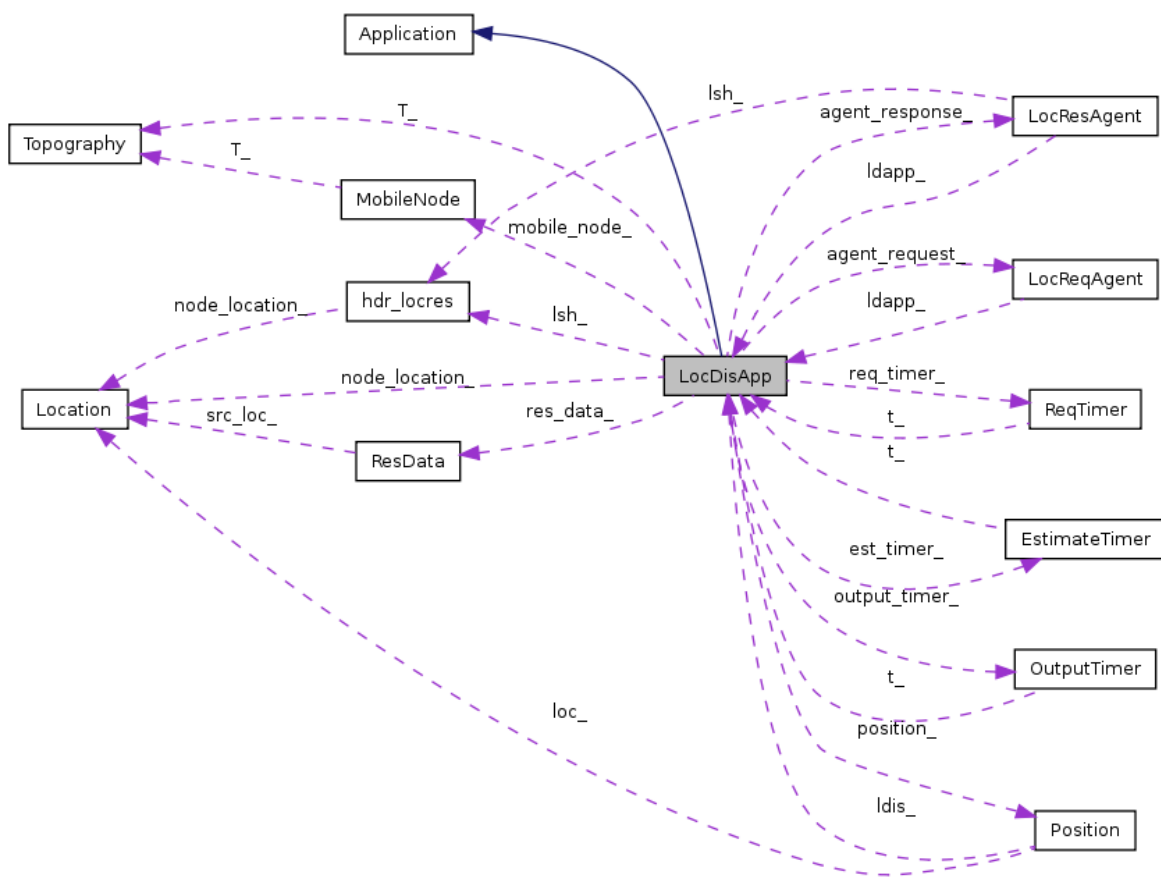 Application
lsh_
T_
agent_response_
LocResAgent
Topography
T_
ldapp_
MobileNode
mobile_node_
agent_request_
LocReqAgent
node_location_
hdr_locres
lsh_
ldapp_
LocDisApp
node_location_
req_timer_
Location
src_loc_
res_data_
ReqTimer
t_
ResData
t_
EstimateTimer
est_timer_
output_timer_
OutputTimer
t_
loc_
position_
ldis_
Position